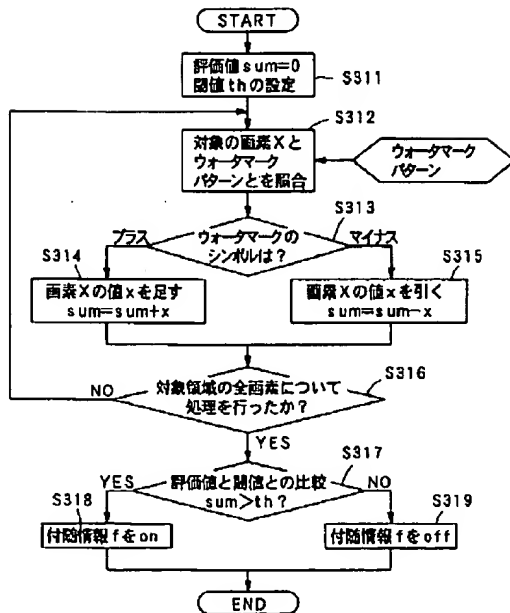 START
評価値sum=0
閾値thの設定
S311
S312
対象の画素Xと
ウォータマーク
パターンとを照合
ウォータマーク
パターン
S313
プラス
ウォータマークの
シンボルは?
マイナス
S314
S315
画素Xの値xを足す
sum=sum+x
画素Xの値xを引く
sum=sum-x
S316
NO
対象領域の全画素について
処理を行ったか?
YES
S317
YES
評価値と閾値との比較
sum>th?
NO
S318
S319
付随情報fをon
付随情報fをoff
END